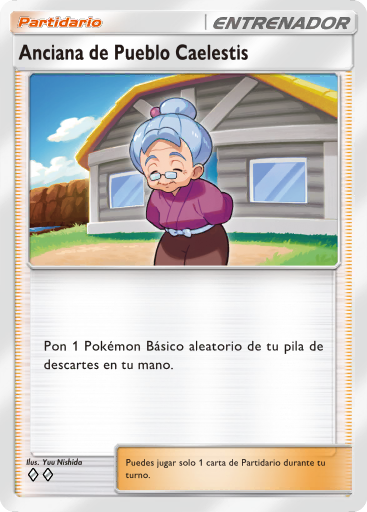 Partidario
ENTRENADOR
Anciana de Pueblo Caelestis
Pon 1 Pokémon Básico aleatorio de tu pila de
descartes en tu mano.
Ilus. Yuu Nishida
Puedes jugar solo 1 carta de Partidario durante tu
turno.